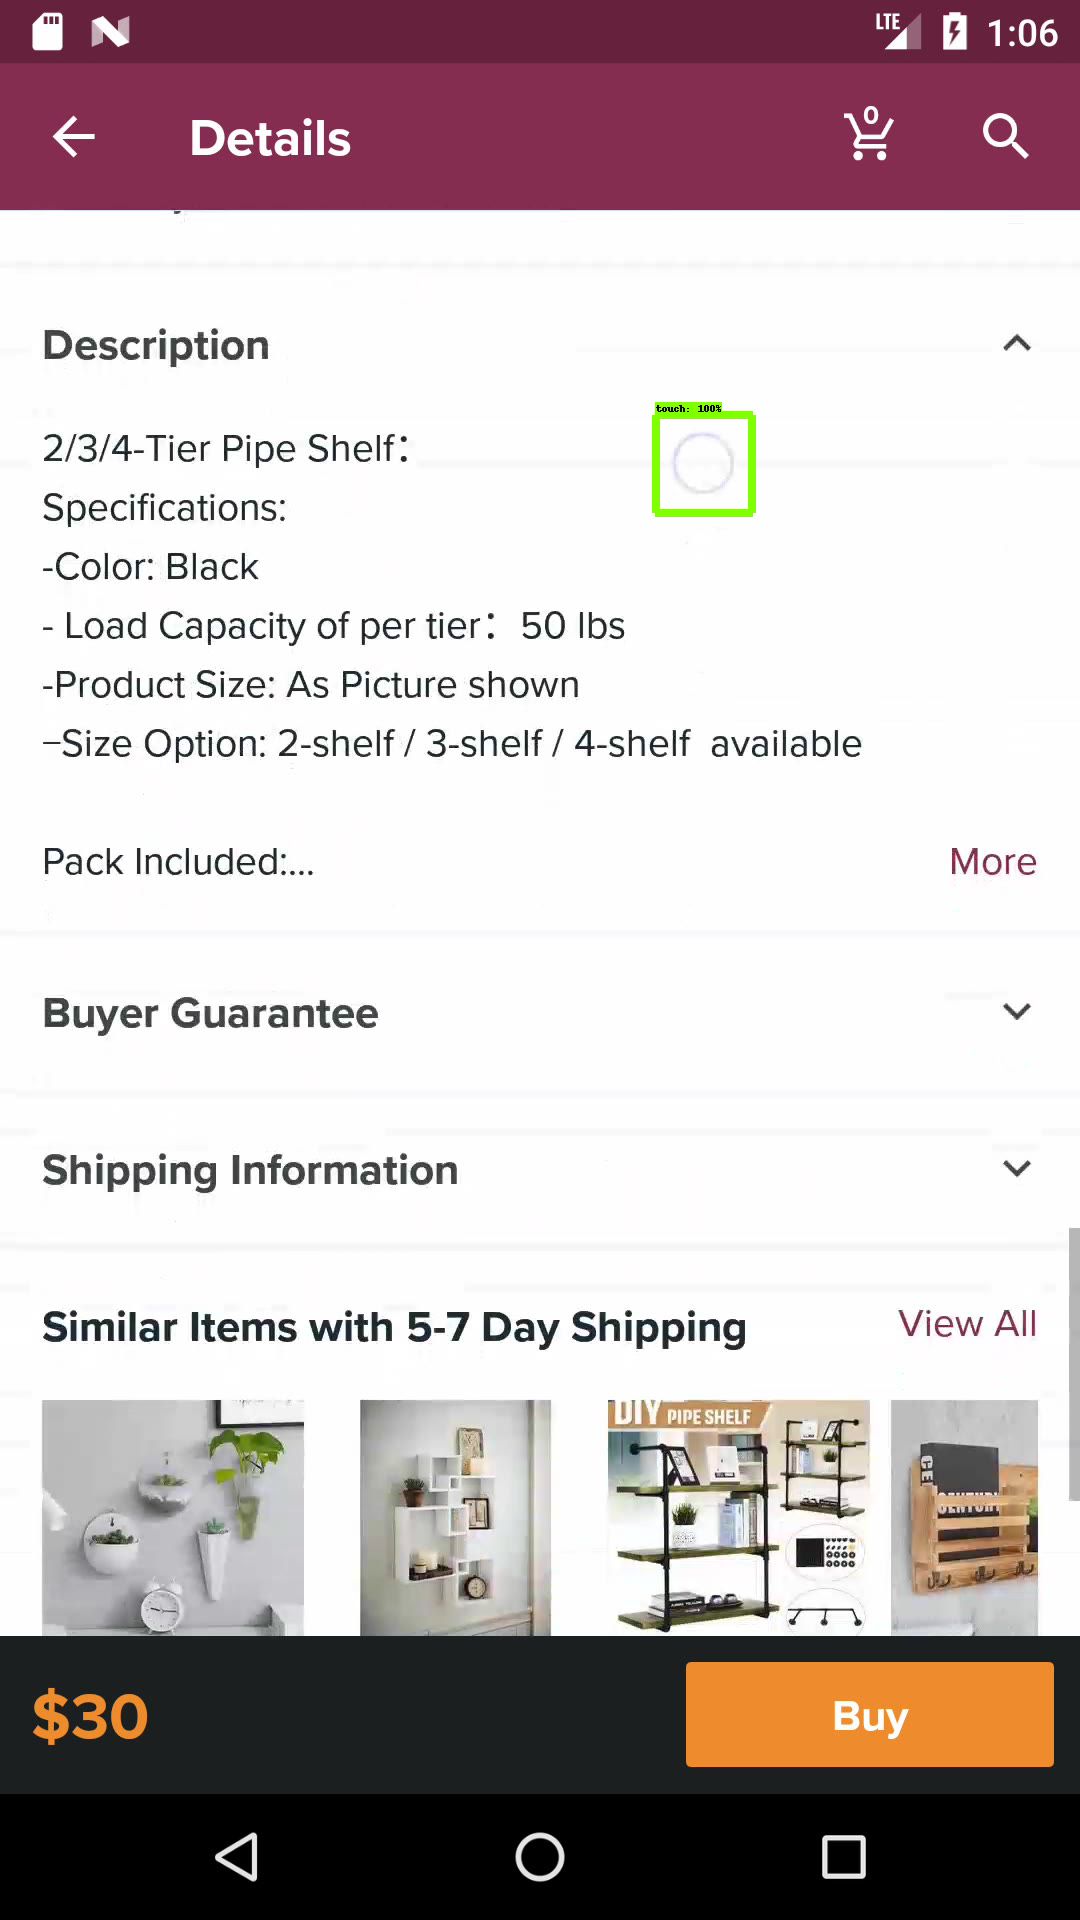 LTE 1:06
Details 0
Description
touch: 100%
2/3/4-Tier Pipe Shelf：
Specifications:
-Color: Black
- Load Capacity of per tier：50 lbs
-Product Size: As Picture shown
–Size Option: 2-shelf / 3-shelf / 4-shelf available
Pack Included:... More
Buyer Guarantee
Shipping Information
Similar Items with 5-7 Day Shipping View All
DIY PIPE SHELF
CENTURY
$30 Buy